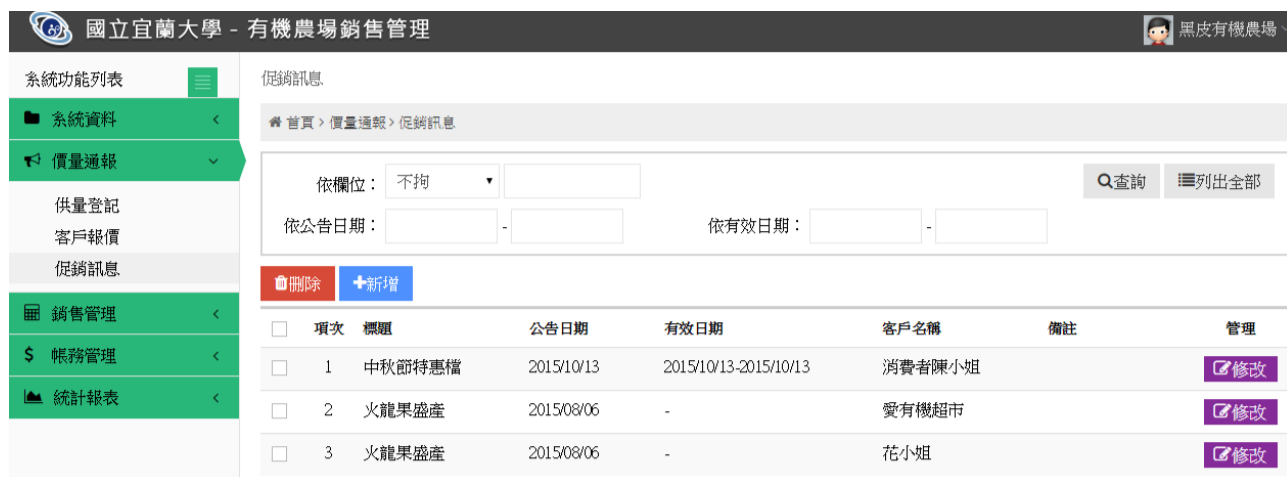 國立宜蘭大學 - 有機農場銷售管理
黑皮有機農場
系統功能列表
系統資料
價量通報
供量登記
客戶報價
促銷訊息
銷售管理
帳務管理
統計報表
促銷訊息
首頁 > 價量通報 > 促銷訊息
依欄位： 不拘 查詢 列出全部
依公告日期： - 依有效日期： -
刪除 新增
項次 標題 公告日期 有效日期 客戶名稱 備註 管理
1 中秋節特惠檔 2015/10/13 2015/10/13-2015/10/13 消費者陳小姐 修改
2 火龍果盛產 2015/08/06 - 愛有機超市 修改
3 火龍果盛產 2015/08/06 - 花小姐 修改